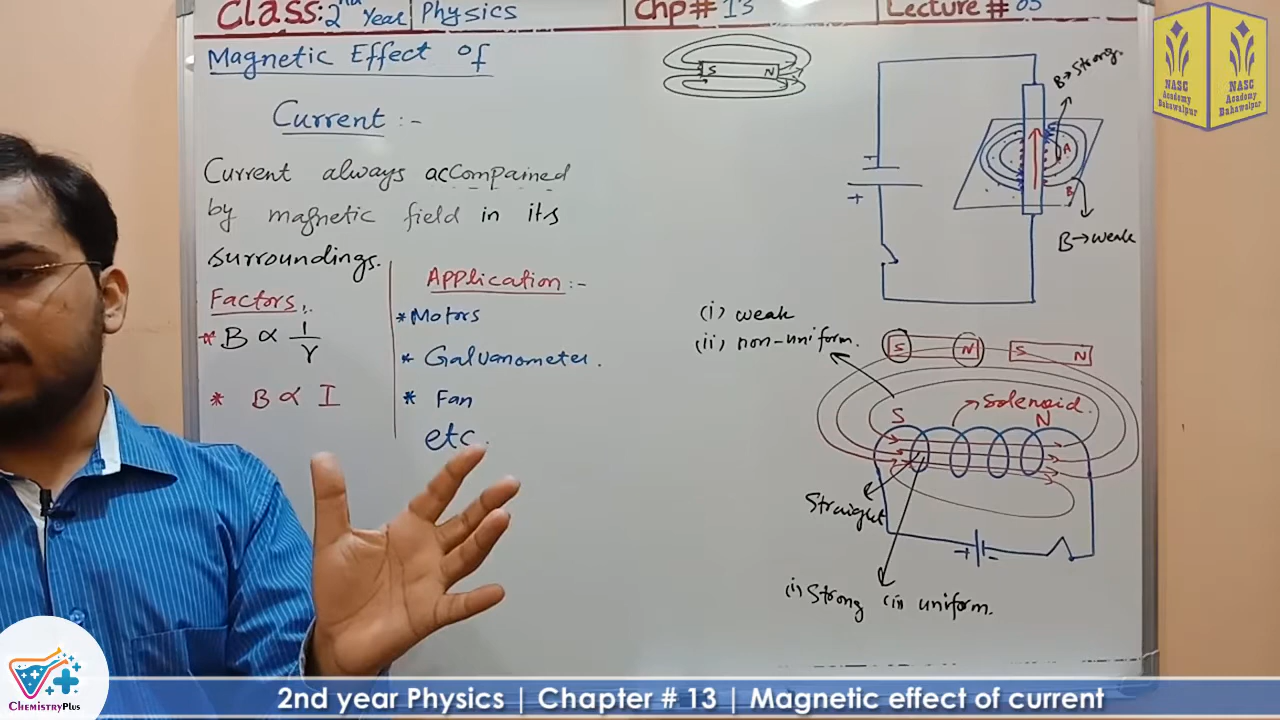 Class: 2nd Year Physics Chp# 13 Lecture # 03
Magnetic Effect of
Current :-
Current always accompained
by magnetic field in its
surroundings.
Factors :.
* B ∝ 1/r
* B ∝ I
Application :-
* Motors
* Galvanometer.
* Fan
etc.
S N
B→Strong.
A
B
B→weak
+
(i) weak
(ii) non-uniform.
S N S N
Solenoid.
S N
Straight
+ -
(i) Strong (ii) uniform.
NASC Academy Bahawalpur
NASC Academy Bahawalpur
ChemistryPlus
2nd year Physics | Chapter # 13 | Magnetic effect of current